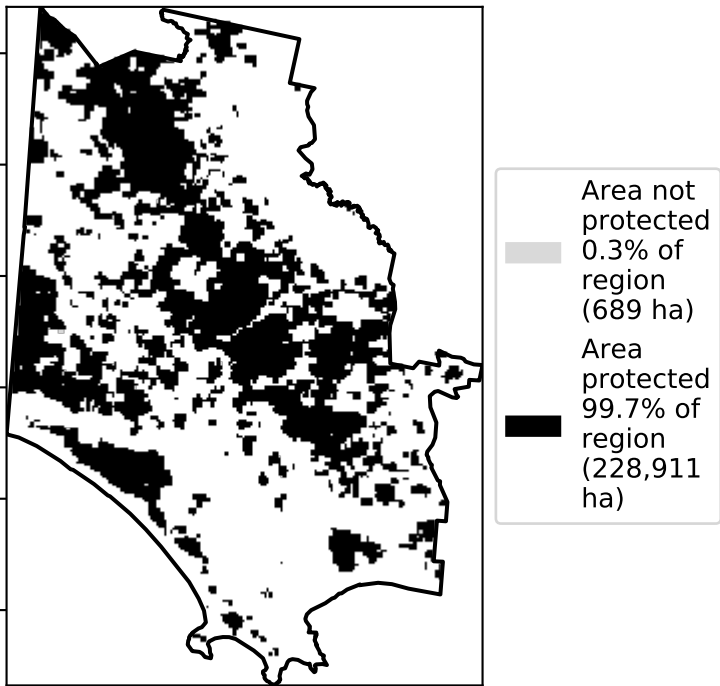 Area not
protected
0.3% of
region
(689 ha)
Area
protected
99.7% of
region
(228,911
ha)